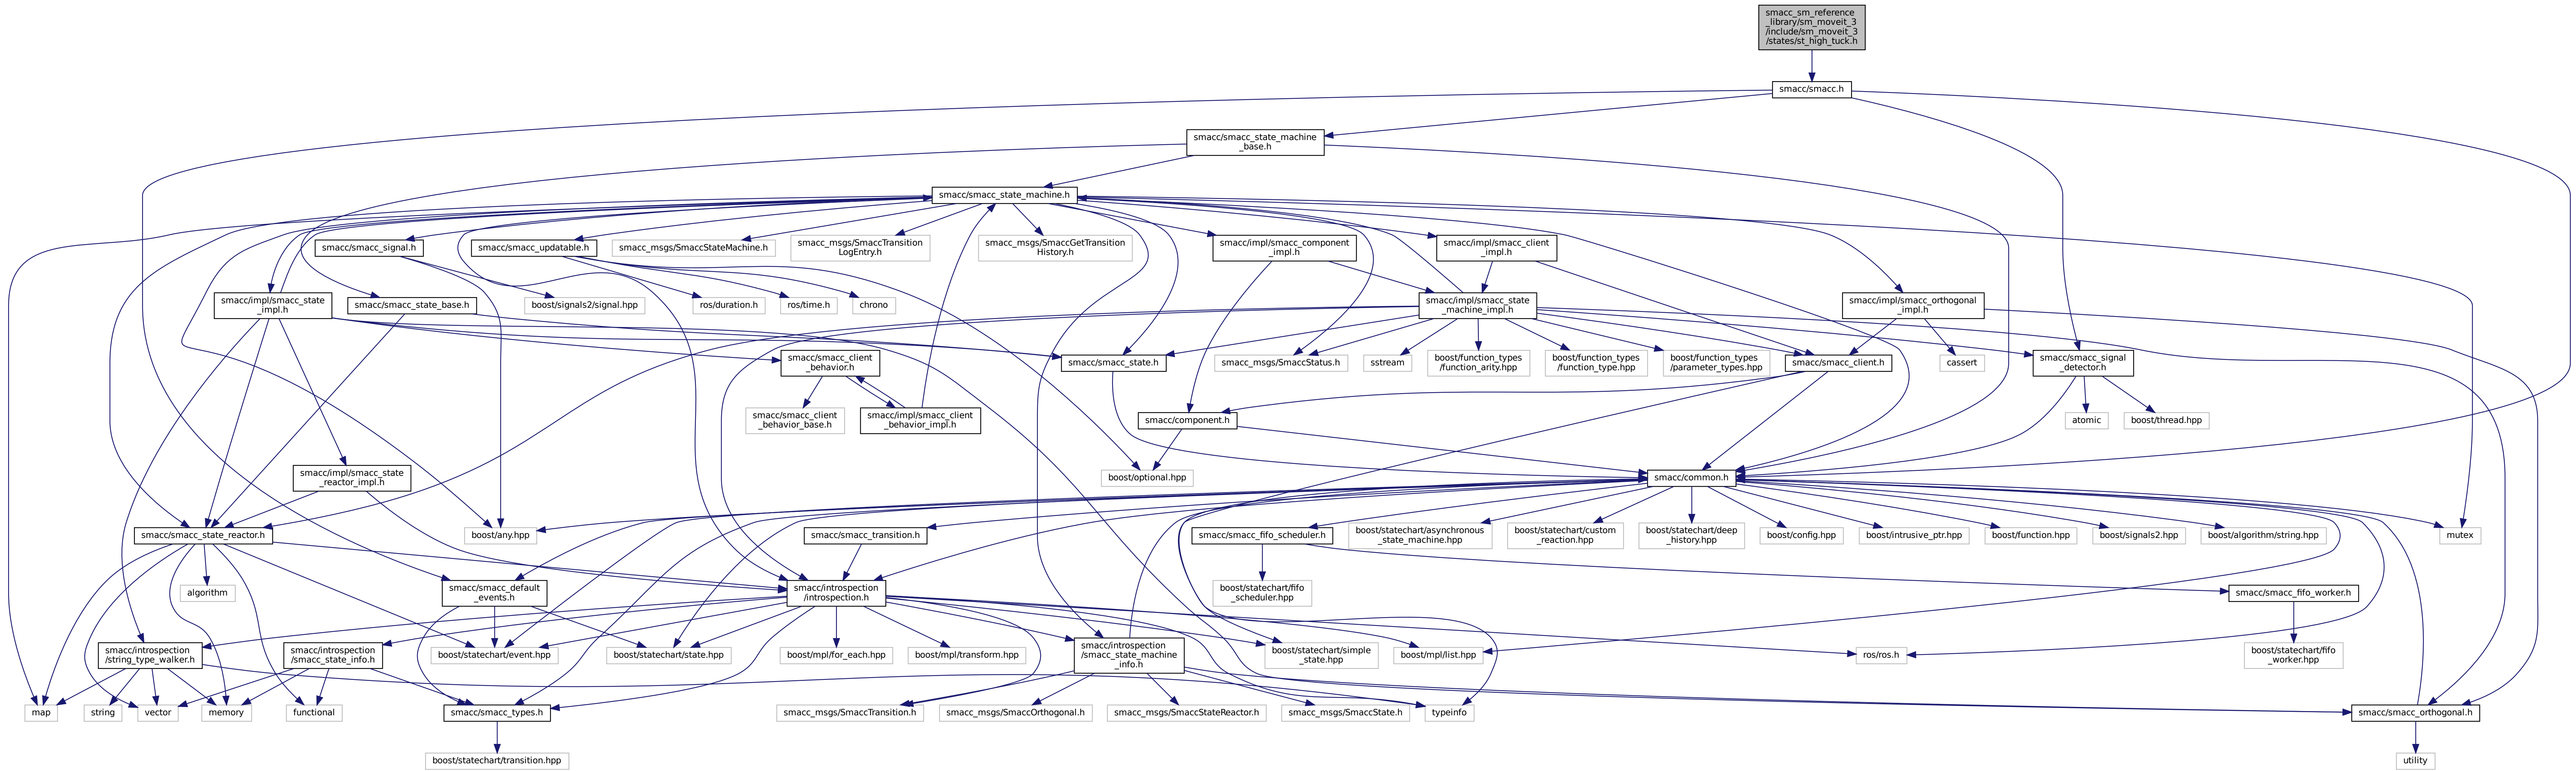 smacc_sm_reference
_library/sm_moveit_3
/include/sm_moveit_3
/states/st_high_tuck.h
smacc/smacc.h
smacc/smacc_state_machine
_base.h
smacc/smacc_state_machine.h
smacc/smacc_signal.h
smacc/smacc_updatable.h
smacc_msgs/SmaccStateMachine.h
smacc_msgs/SmaccTransition
LogEntry.h
smacc_msgs/SmaccGetTransition
History.h
smacc/impl/smacc_component
_impl.h
smacc/impl/smacc_client
_impl.h
smacc/impl/smacc_state
_impl.h
smacc/smacc_state_base.h
boost/signals2/signal.hpp
ros/duration.h
ros/time.h
chrono
smacc/impl/smacc_state
_machine_impl.h
smacc/impl/smacc_orthogonal
_impl.h
smacc/smacc_client
_behavior.h
smacc/smacc_state.h
smacc_msgs/SmaccStatus.h
sstream
boost/function_types
/function_arity.hpp
boost/function_types
/function_type.hpp
boost/function_types
/parameter_types.hpp
smacc/smacc_client.h
cassert
smacc/smacc_signal
_detector.h
smacc/smacc_client
_behavior_base.h
smacc/impl/smacc_client
_behavior_impl.h
smacc/component.h
atomic
boost/thread.hpp
smacc/impl/smacc_state
_reactor_impl.h
boost/optional.hpp
smacc/common.h
smacc/smacc_state_reactor.h
boost/any.hpp
smacc/smacc_transition.h
smacc/smacc_fifo_scheduler.h
boost/statechart/asynchronous
_state_machine.hpp
boost/statechart/custom
_reaction.hpp
boost/statechart/deep
_history.hpp
boost/config.hpp
boost/intrusive_ptr.hpp
boost/function.hpp
boost/signals2.hpp
boost/algorithm/string.hpp
mutex
algorithm
smacc/smacc_default
_events.h
smacc/introspection
/introspection.h
boost/statechart/fifo
_scheduler.hpp
smacc/smacc_fifo_worker.h
smacc/introspection
/string_type_walker.h
smacc/introspection
/smacc_state_info.h
boost/statechart/event.hpp
boost/statechart/state.hpp
boost/mpl/for_each.hpp
boost/mpl/transform.hpp
smacc/introspection
/smacc_state_machine
_info.h
boost/statechart/simple
_state.hpp
boost/mpl/list.hpp
ros/ros.h
boost/statechart/fifo
_worker.hpp
map
string
vector
memory
functional
smacc/smacc_types.h
smacc_msgs/SmaccTransition.h
smacc_msgs/SmaccOrthogonal.h
smacc_msgs/SmaccStateReactor.h
smacc_msgs/SmaccState.h
typeinfo
smacc/smacc_orthogonal.h
boost/statechart/transition.hpp
utility